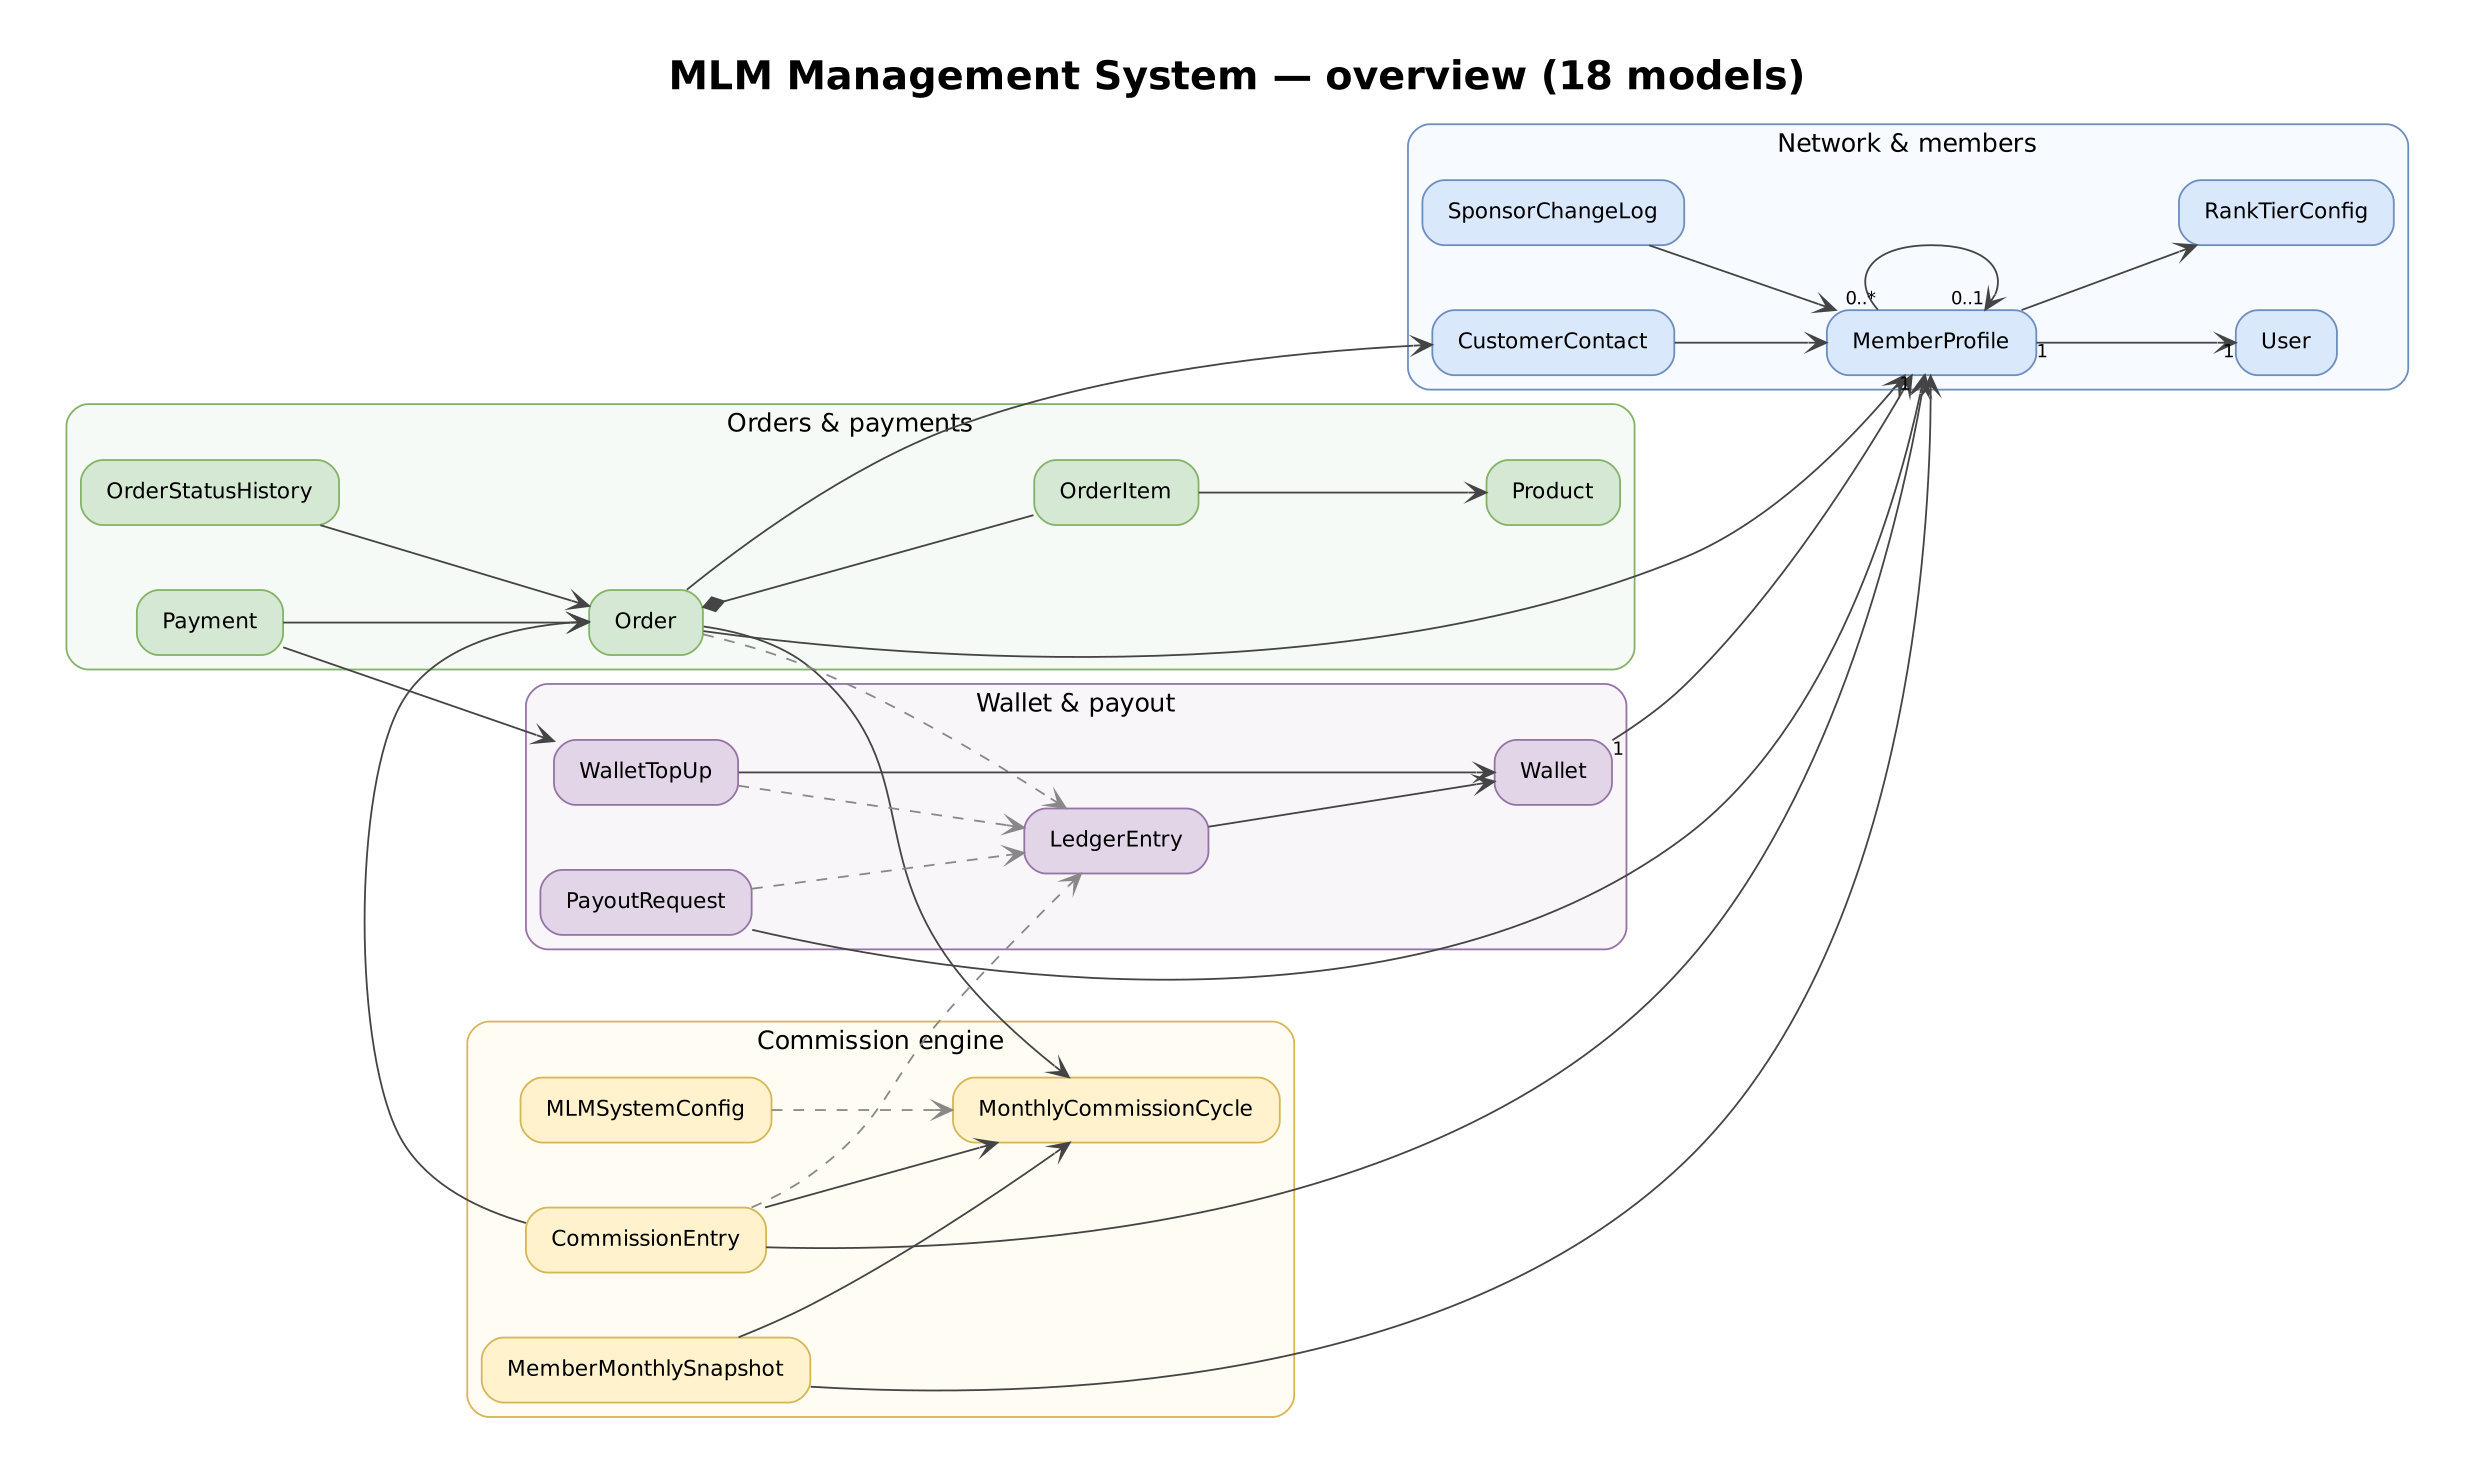 MLM Management System — overview (18 models)
Network & members
SponsorChangeLog
RankTierConfig
0..*
0..1
CustomerContact
MemberProfile
1
1
User
1
Orders & payments
OrderStatusHistory
OrderItem
Product
Payment
Order
Wallet & payout
WalletTopUp
Wallet
1
LedgerEntry
PayoutRequest
Commission engine
MLMSystemConfig
MonthlyCommissionCycle
CommissionEntry
MemberMonthlySnapshot